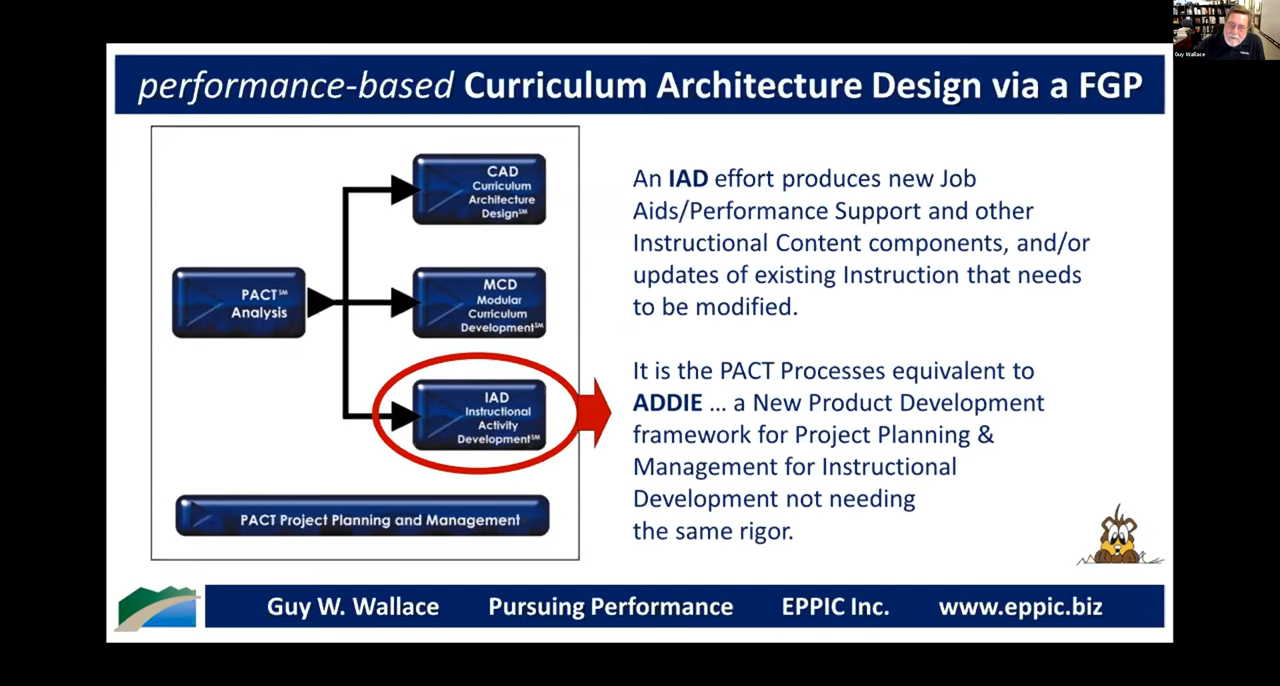 Guy Wallace
performance-based Curriculum Architecture Design via a FGP
CAD
Curriculum
Architecture
Design℠
PACT℠
Analysis
MCD
Modular
Curriculum
Development℠
IAD
Instructional
Activity
Development℠
PACT Project Planning and Management
An IAD effort produces new Job
Aids/Performance Support and other
Instructional Content components, and/or
updates of existing Instruction that needs
to be modified.
It is the PACT Processes equivalent to
ADDIE … a New Product Development
framework for Project Planning &
Management for Instructional
Development not needing
the same rigor.
Guy W. Wallace Pursuing Performance EPPIC Inc. www.eppic.biz